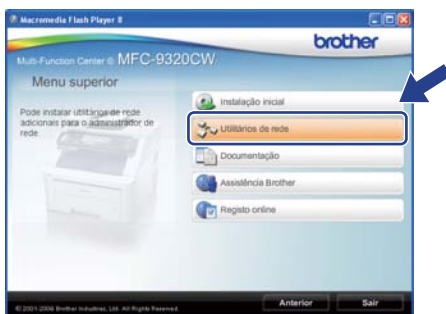 Macromedia Flash Player 8
brother
Multi-Function Center ® MFC-9320CW
Menu superior
Pode instalar utilitários de rede
adicionais para o administrador de
rede.
Instalação inicial
Utilitários de rede
Documentação
Assistência Brother
Registo online
© 2001-2008 Brother Industries, Ltd. All Rights Reserved.
Anterior
Sair